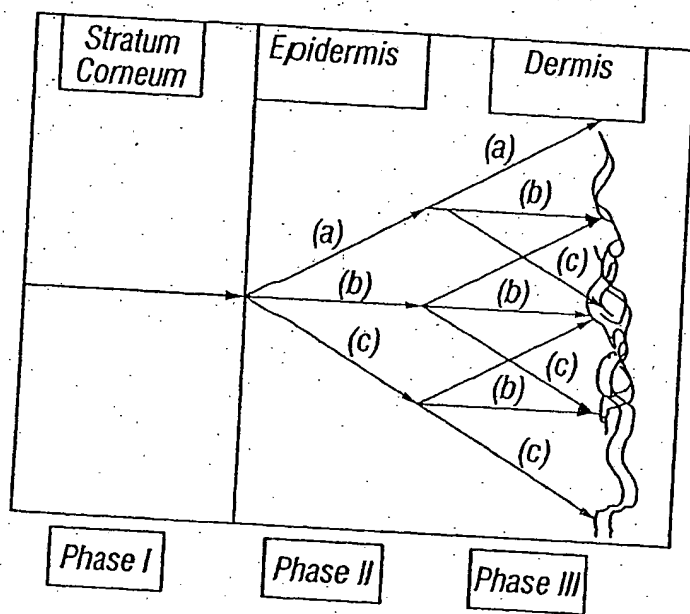 Stratum
Corneum
Epidermis
Dermis
(a)
(b)
(a)
(c)
(b)
(b)
(c)
(c)
(b)
(c)
Phase I
Phase II
Phase III